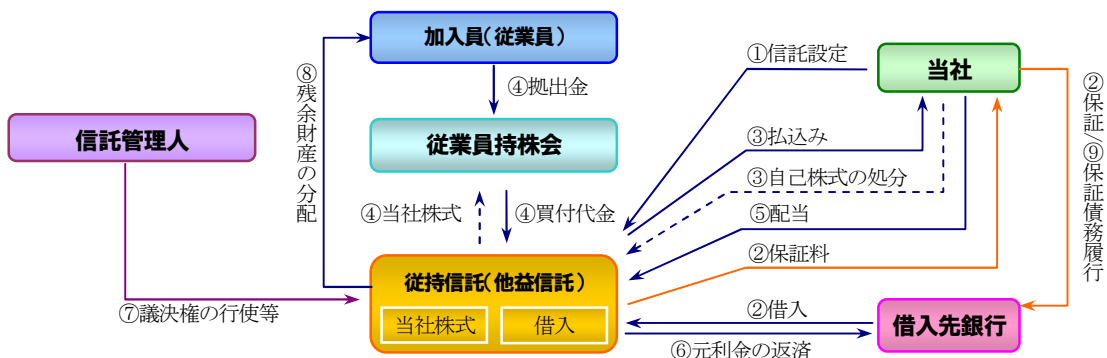 加入員(従業員)
①信託設定
当社
④拠出金
⑧残余財産の分配
②保証/⑨保証債務履行
信託管理人
従業員持株会
③払込み
③自己株式の処分
④当社株式
④買付代金
⑤配当
②保証料
従持信託(他益信託)
当社株式
借入
⑦議決権の行使等
②借入
借入先銀行
⑥元利金の返済